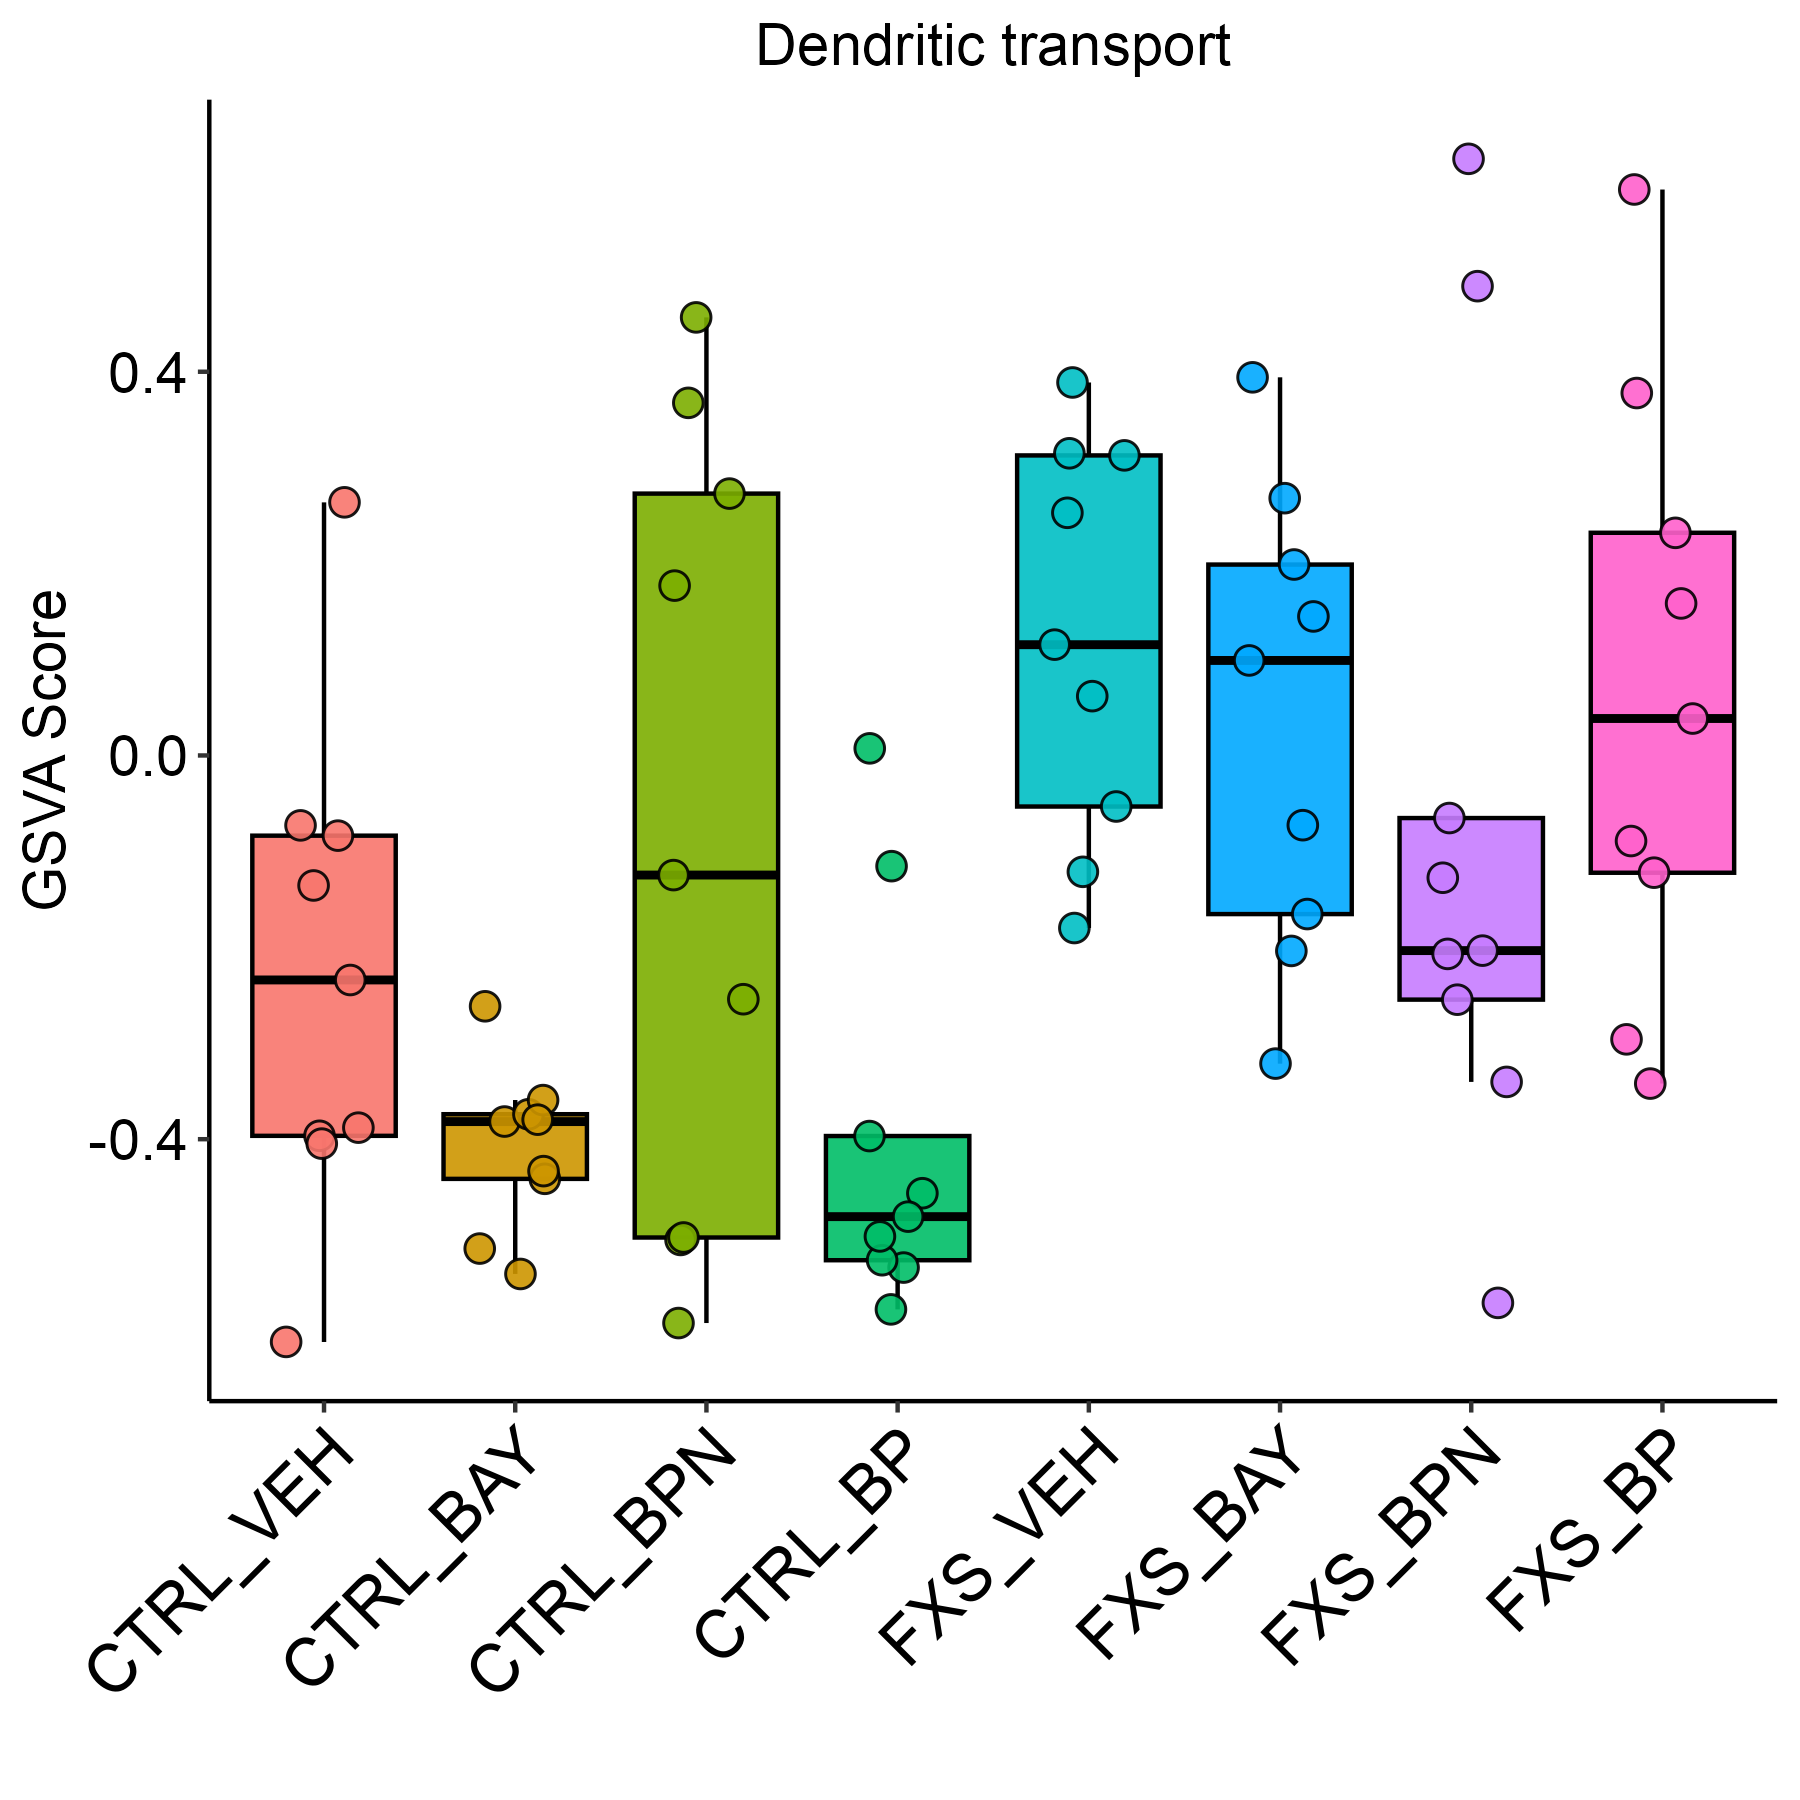 Dendritic transport
GSVA Score
0.4
0.0
-0.4
CTRL_VEH
CTRL_BAY
CTRL_BPN
CTRL_BP
FXS_VEH
FXS_BAY
FXS_BPN
FXS_BP